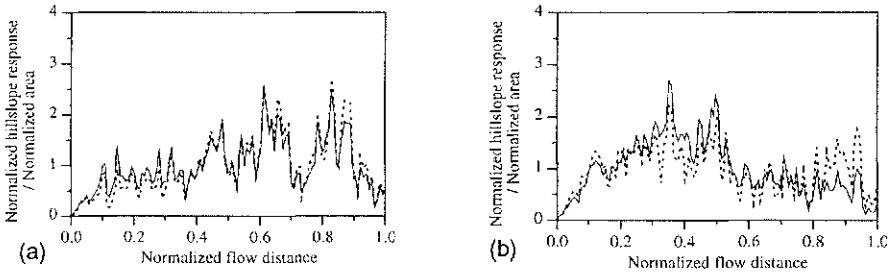 Normalized hillslope response
/ Normalized area
4
3
2
1
0
0.0 0.2 0.4 0.6 0.8 1.0
Normalized flow distance
(a)
Normalized hillslope response
/ Normalized area
4
3
2
1
0
0.0 0.2 0.4 0.6 0.8 1.0
Normalized flow distance
(b)